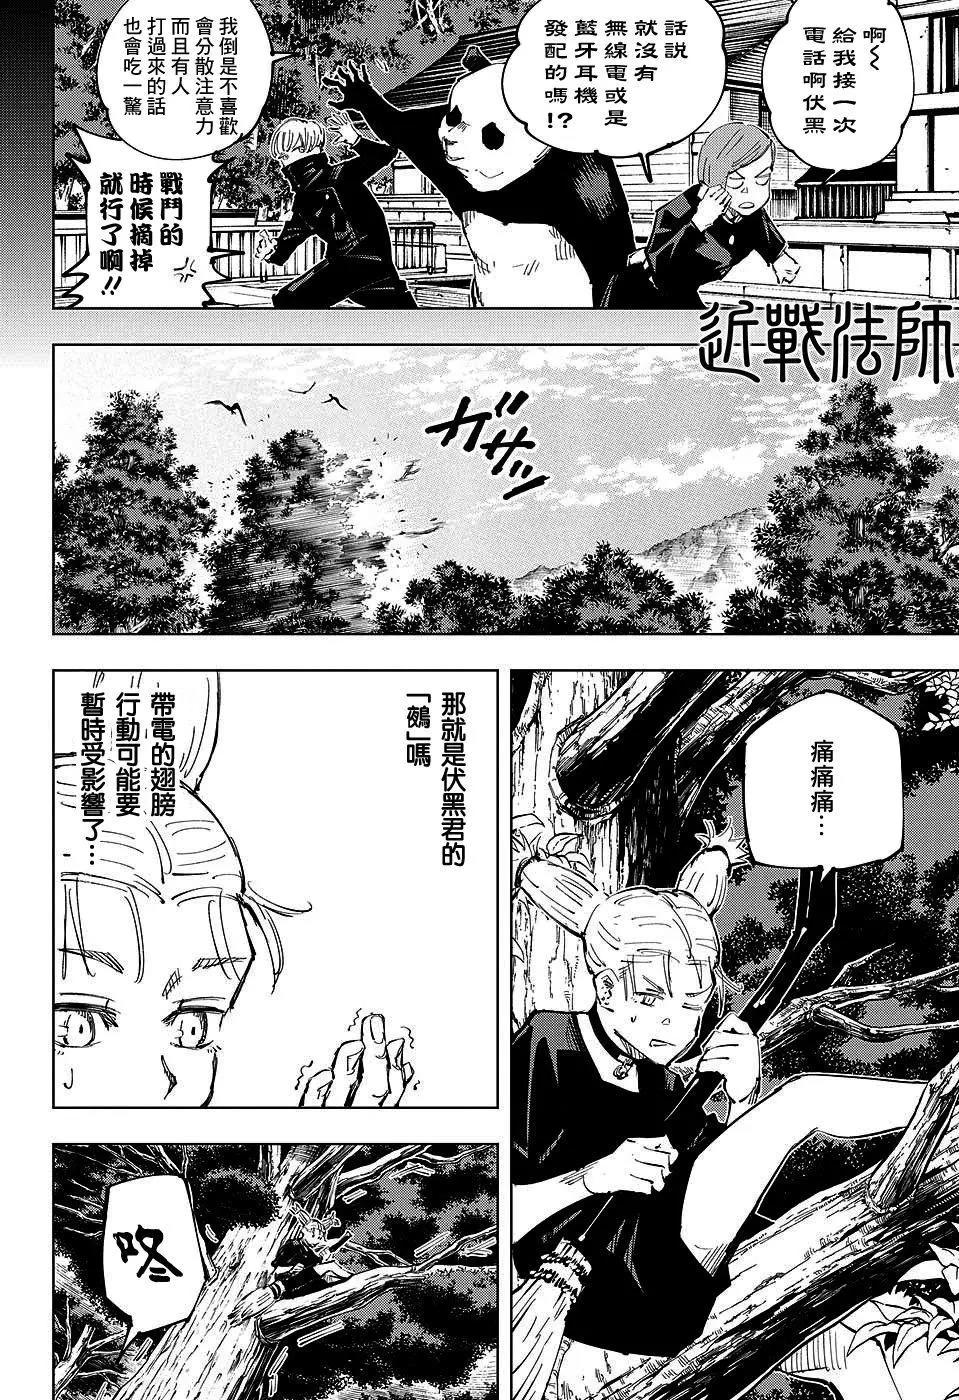 啊～
給我接一次
電話啊伏黑
話説
就沒有
無線電或是
藍牙耳機
發配的嗎!?
我倒是不喜歡
會分散注意力
而且有人
打過來的話
也會吃一驚
戰鬥的
時候摘掉
就行了啊!!
近戰法師
ガサッ
痛痛痛…
那就是伏黑君的
「鵺」嗎
帶電的翅膀
行動可能要
暫時受影響了…
咚